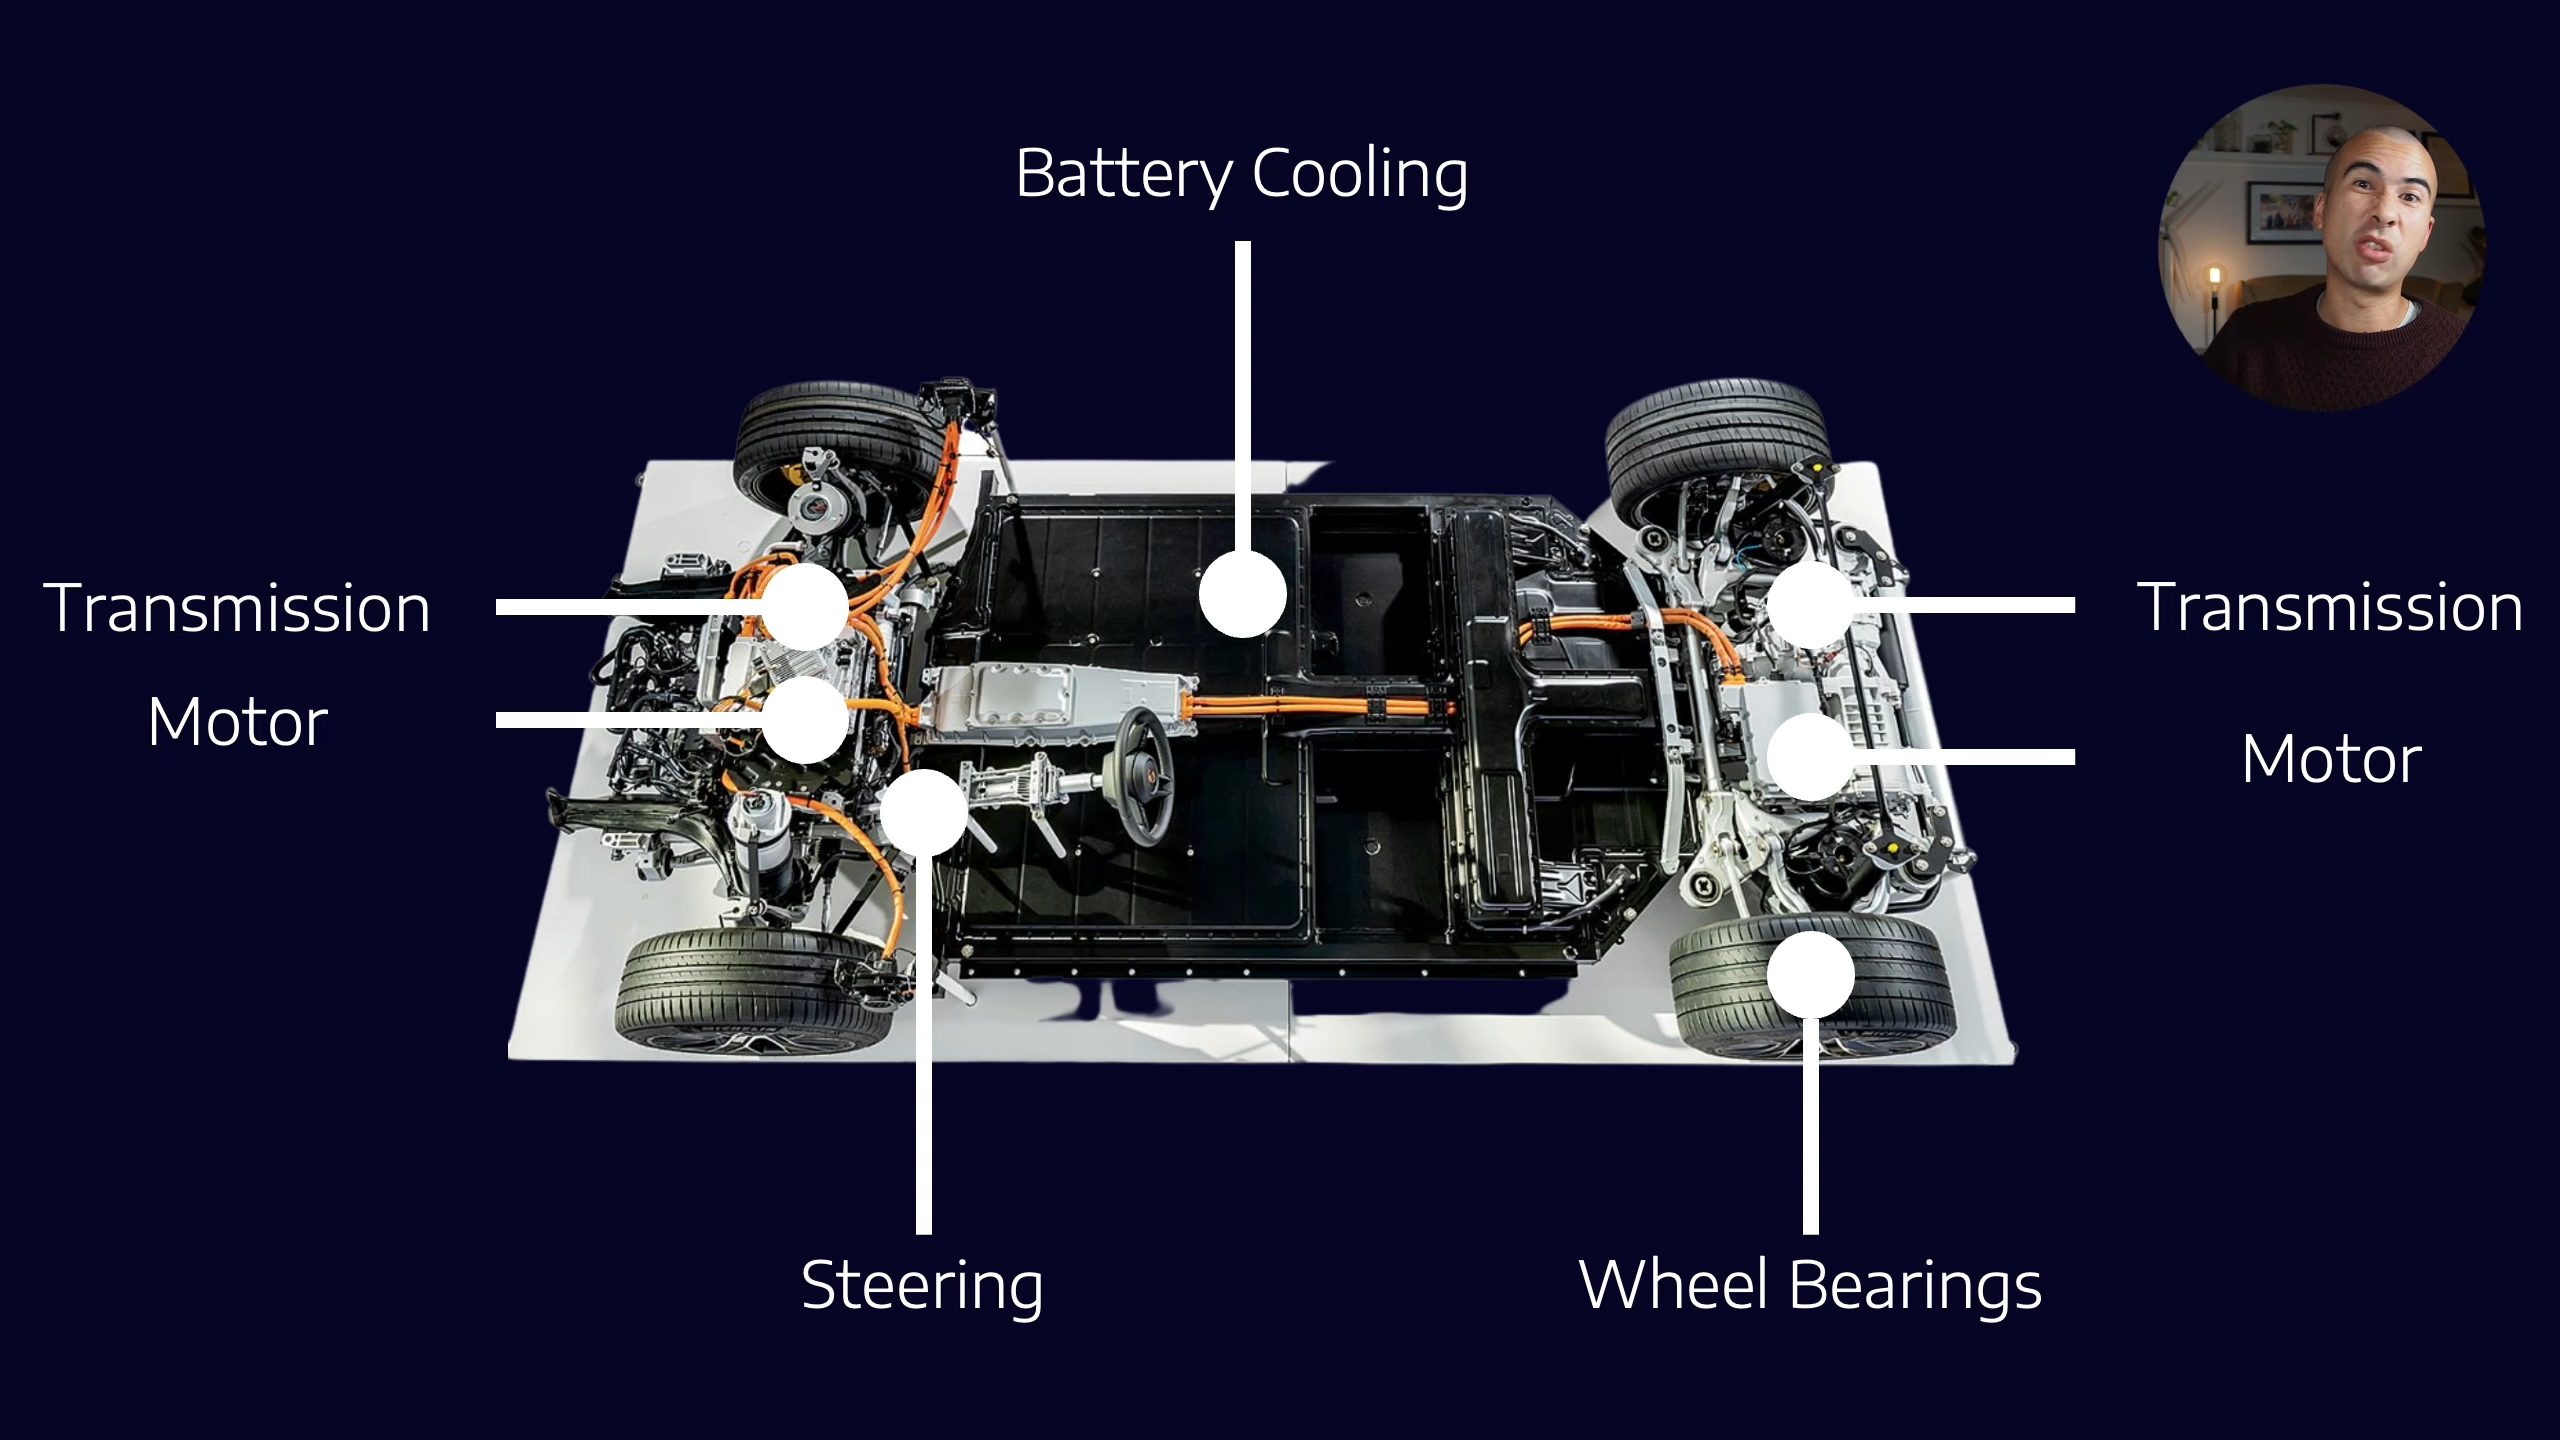 Battery Cooling
Transmission
Transmission
Motor
Motor
Steering
Wheel Bearings